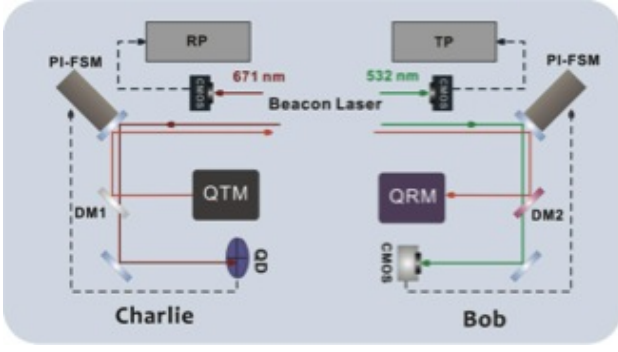 RP
TP
PI-FSM
PI-FSM
CMOS
671 nm
532 nm
CMOS
Beacon Laser
QTM
QRM
DM1
DM2
QD
CMOS
Charlie
Bob